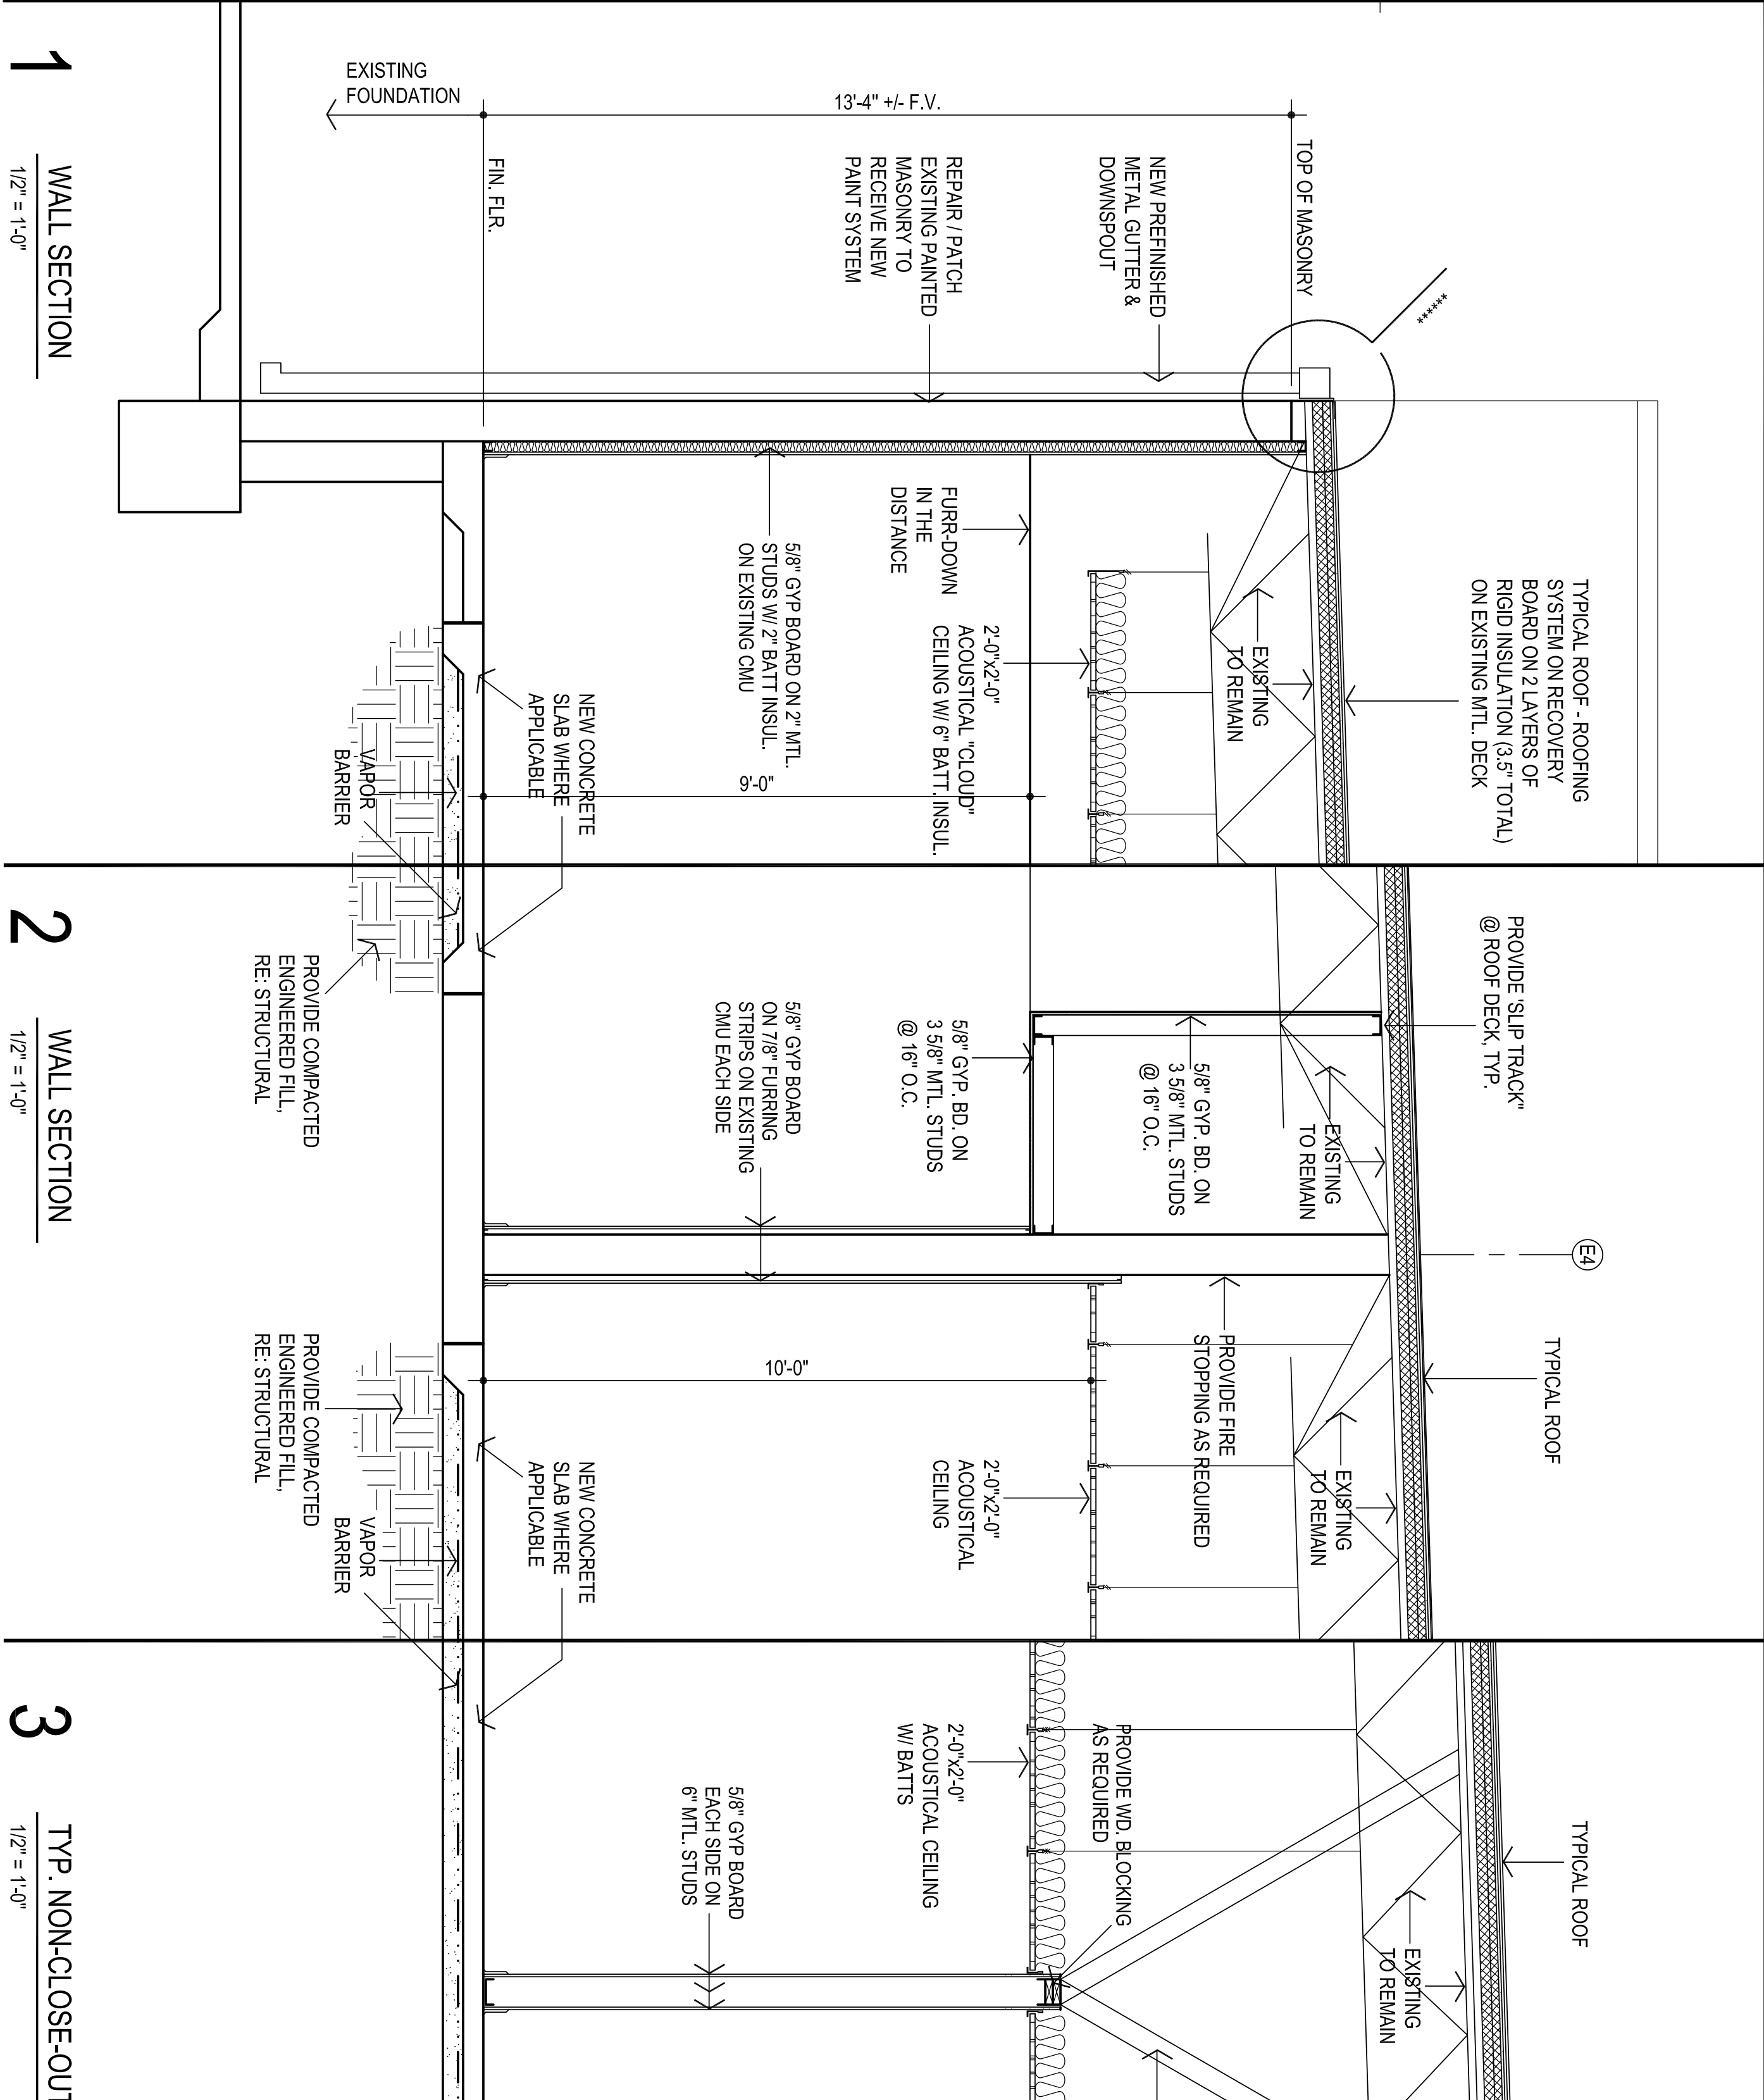 EXISTING
FOUNDATION
13'-4" +/- F.V.
TOP OF MASONRY
FIN. FLR.
NEW PREFINISHED
METAL GUTTER &
DOWNSPOUT
REPAIR / PATCH
EXISTING PAINTED
MASONRY TO
RECEIVE NEW
PAINT SYSTEM
******
TYPICAL ROOF - ROOFING
SYSTEM ON RECOVERY
BOARD ON 2 LAYERS OF
RIGID INSULATION (3.5" TOTAL)
ON EXISTING MTL. DECK
EXISTING
TO REMAIN
FURR-DOWN
IN THE
DISTANCE
2'-0"x2'-0"
ACOUSTICAL "CLOUD"
CEILING W/ 6" BATT. INSUL.
5/8" GYP BOARD ON 2" MTL.
STUDS W/ 2" BATT INSUL.
ON EXISTING CMU
9'-0"
NEW CONCRETE
SLAB WHERE
APPLICABLE
VAPOR
BARRIER
1
WALL SECTION
1/2" = 1'-0"
PROVIDE 'SLIP TRACK"
@ ROOF DECK, TYP.
E4
TYPICAL ROOF
EXISTING
TO REMAIN
5/8" GYP. BD. ON
3 5/8" MTL. STUDS
@ 16" O.C.
5/8" GYP. BD. ON
3 5/8" MTL. STUDS
@ 16" O.C.
5/8" GYP BOARD
ON 7/8" FURRING
STRIPS ON EXISTING
CMU EACH SIDE
PROVIDE COMPACTED
ENGINEERED FILL,
RE: STRUCTURAL
EXISTING
TO REMAIN
PROVIDE FIRE
STOPPING AS REQUIRED
10'-0"
2'-0"x2'-0"
ACOUSTICAL
CEILING
NEW CONCRETE
SLAB WHERE
APPLICABLE
PROVIDE COMPACTED
ENGINEERED FILL,
RE: STRUCTURAL
VAPOR
BARRIER
2
WALL SECTION
1/2" = 1'-0"
TYPICAL ROOF
EXISTING
TO REMAIN
PROVIDE WD. BLOCKING
AS REQUIRED
2'-0"x2'-0"
ACOUSTICAL CEILING
W/ BATTS
5/8" GYP BOARD
EACH SIDE ON
6" MTL. STUDS
3
TYP. NON-CLOSE-OUT
1/2" = 1'-0"